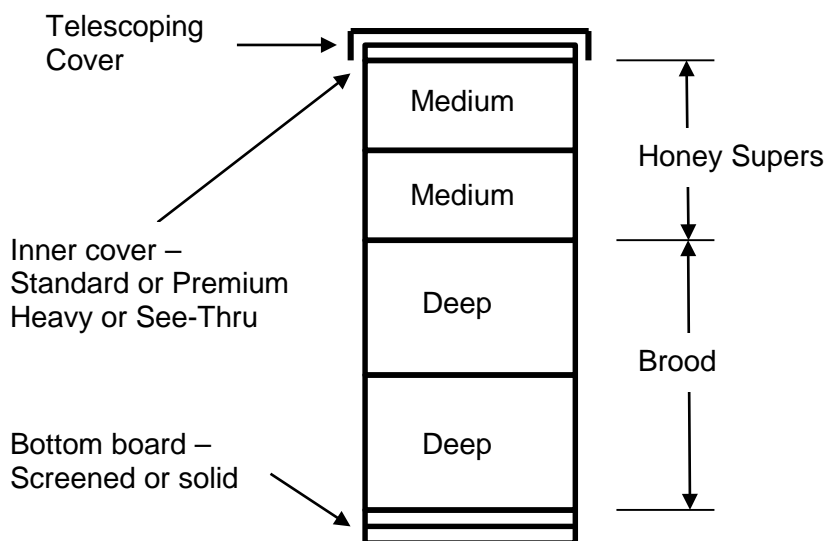 Telescoping
Cover
Medium
Honey Supers
Medium
Inner cover –
Standard or Premium
Heavy or See-Thru
Deep
Brood
Bottom board –
Screened or solid
Deep